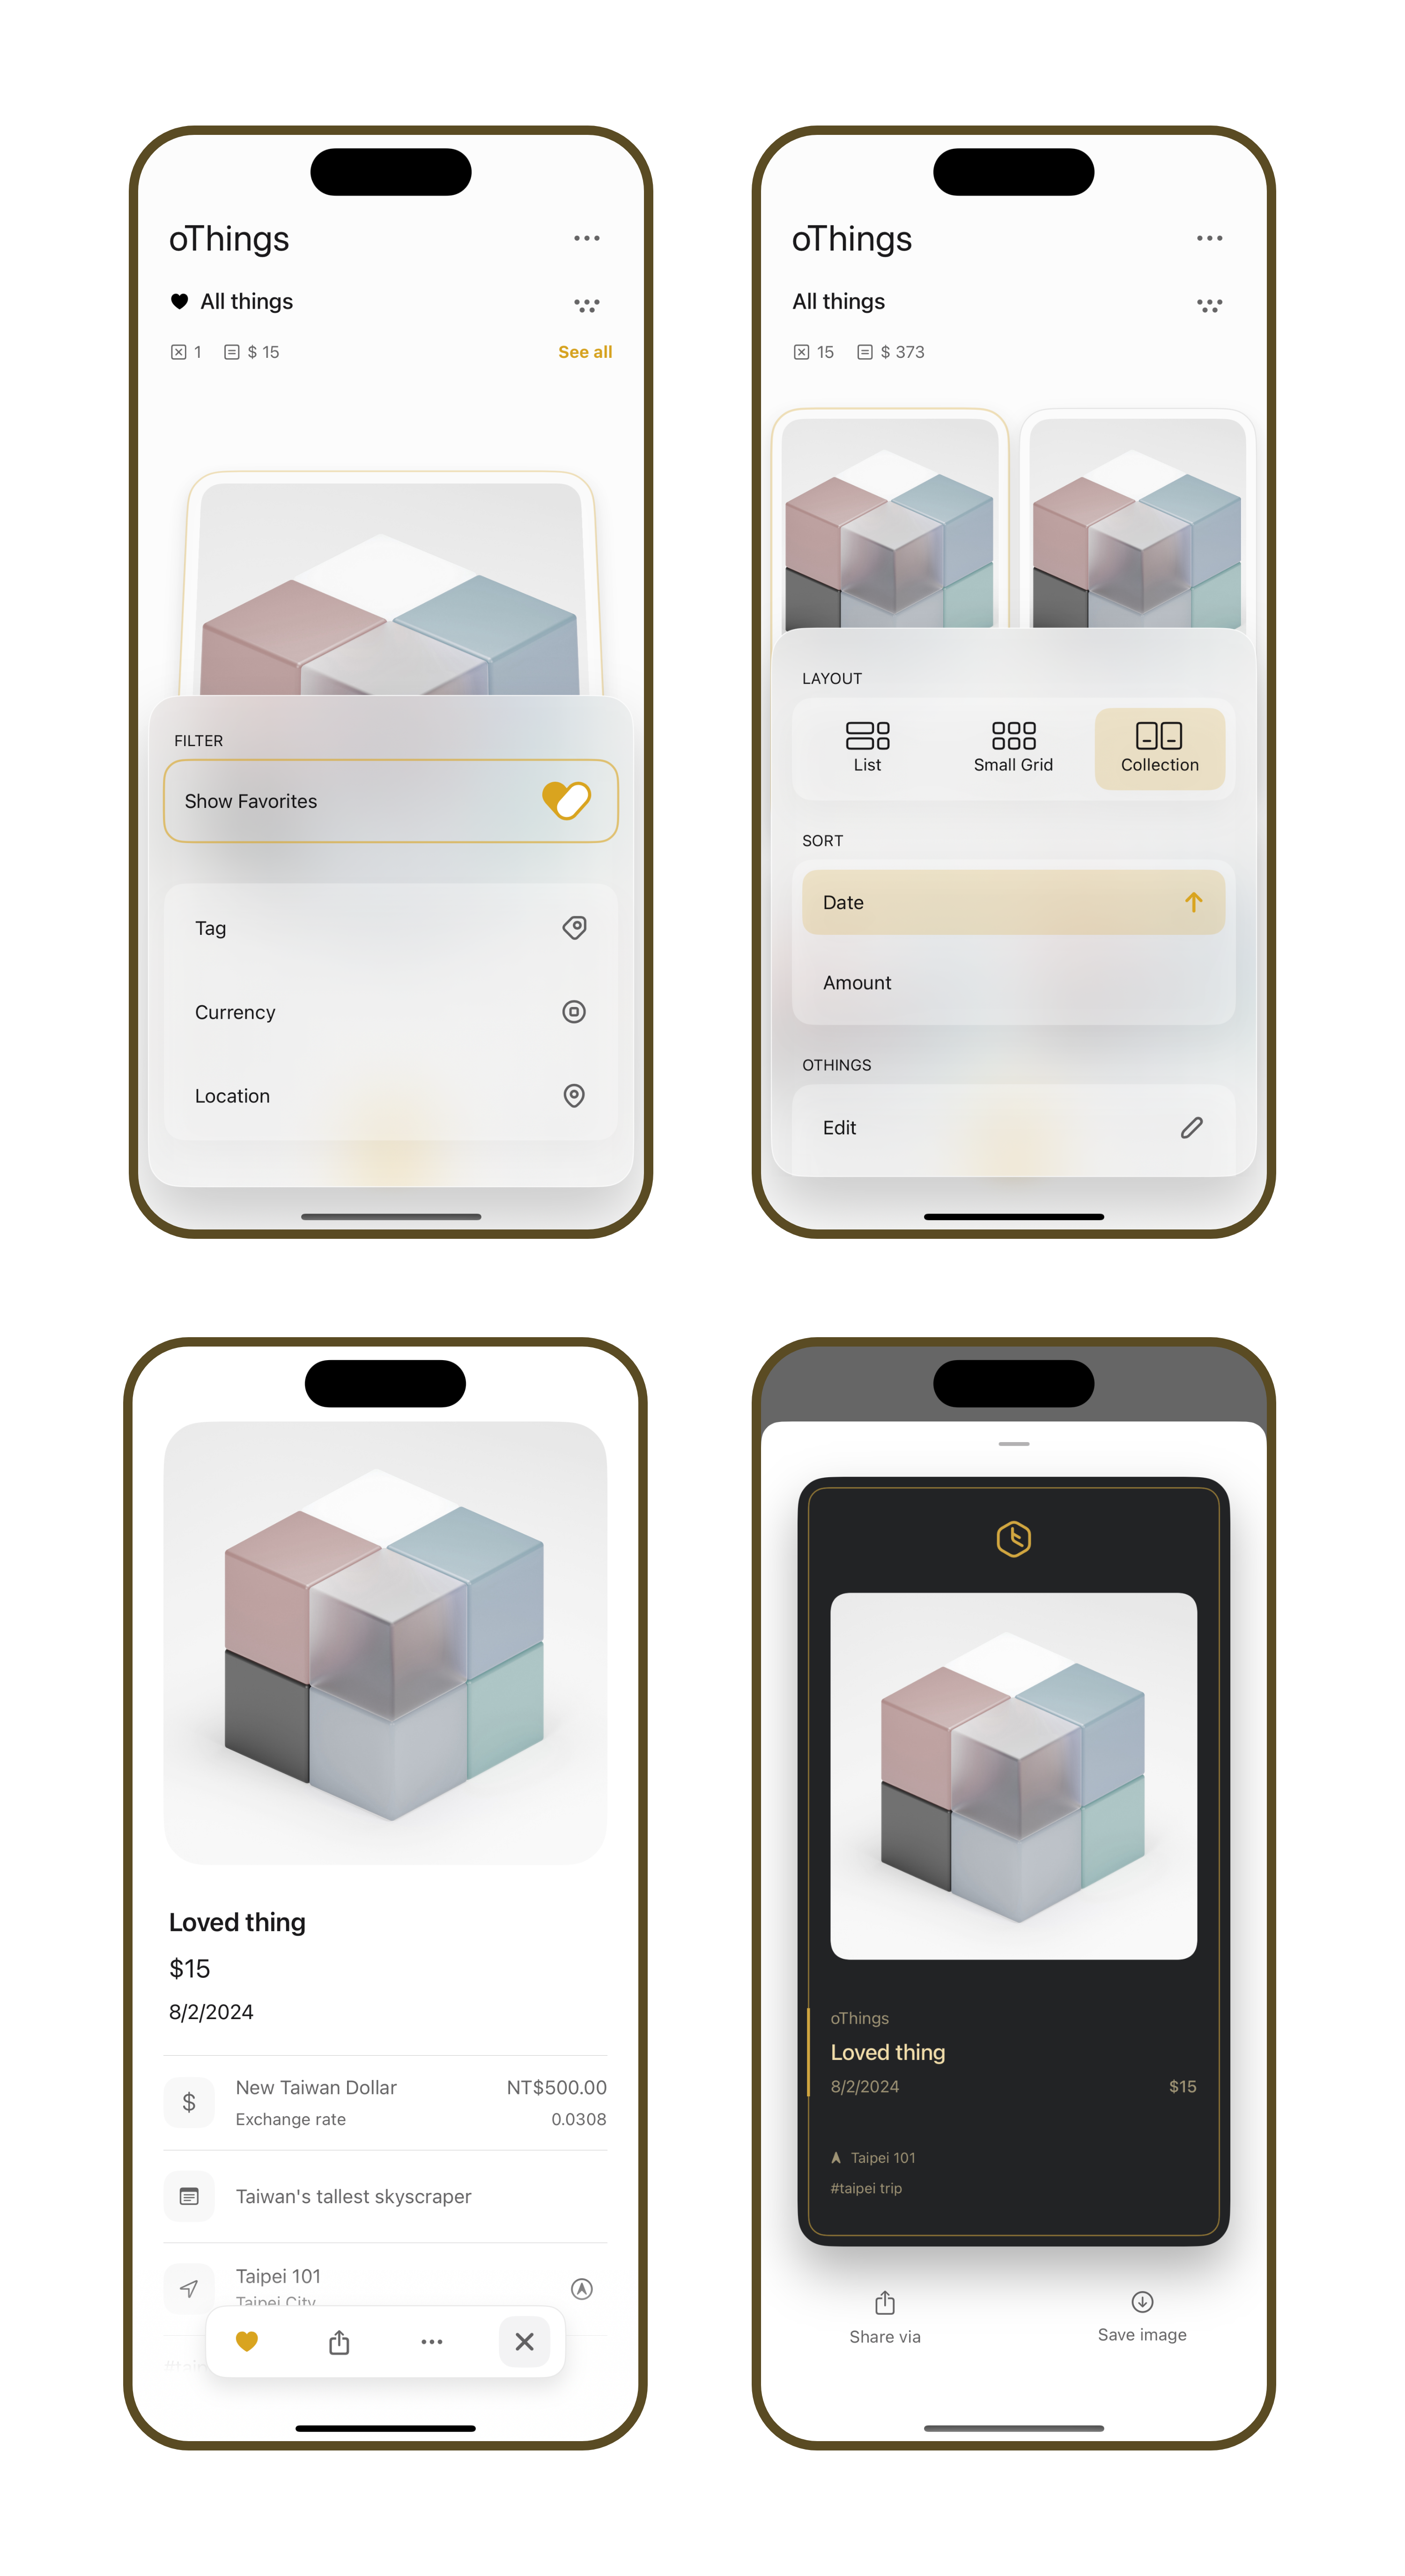 oThings
All things
1 $ 15 See all
FILTER
Show Favorites
Tag
Currency
Location
oThings
All things
15 $ 373
LAYOUT
List Small Grid Collection
SORT
Date
Amount
OTHINGS
Edit
Loved thing
$15
8/2/2024
$ New Taiwan Dollar NT$500.00
Exchange rate 0.0308
Taiwan's tallest skyscraper
Taipei 101
Taipei City
oThings
Loved thing
8/2/2024 $15
Taipei 101
#taipei trip
Share via Save image